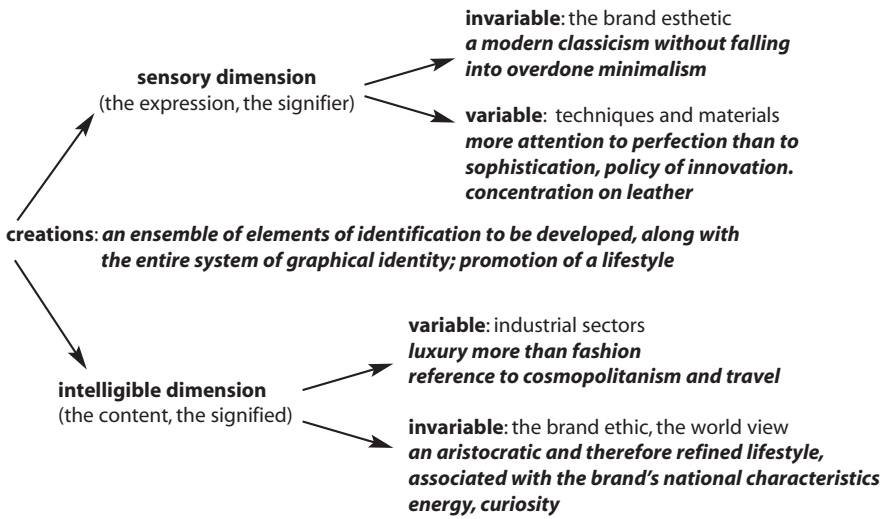 invariable: the brand esthetic
a modern classicism without falling
into overdone minimalism
sensory dimension
(the expression, the signifier)
variable: techniques and materials
more attention to perfection than to
sophistication, policy of innovation.
concentration on leather
creations: an ensemble of elements of identification to be developed, along with
the entire system of graphical identity; promotion of a lifestyle
variable: industrial sectors
luxury more than fashion
reference to cosmopolitanism and travel
intelligible dimension
(the content, the signified)
invariable: the brand ethic, the world view
an aristocratic and therefore refined lifestyle,
associated with the brand's national characteristics
energy, curiosity